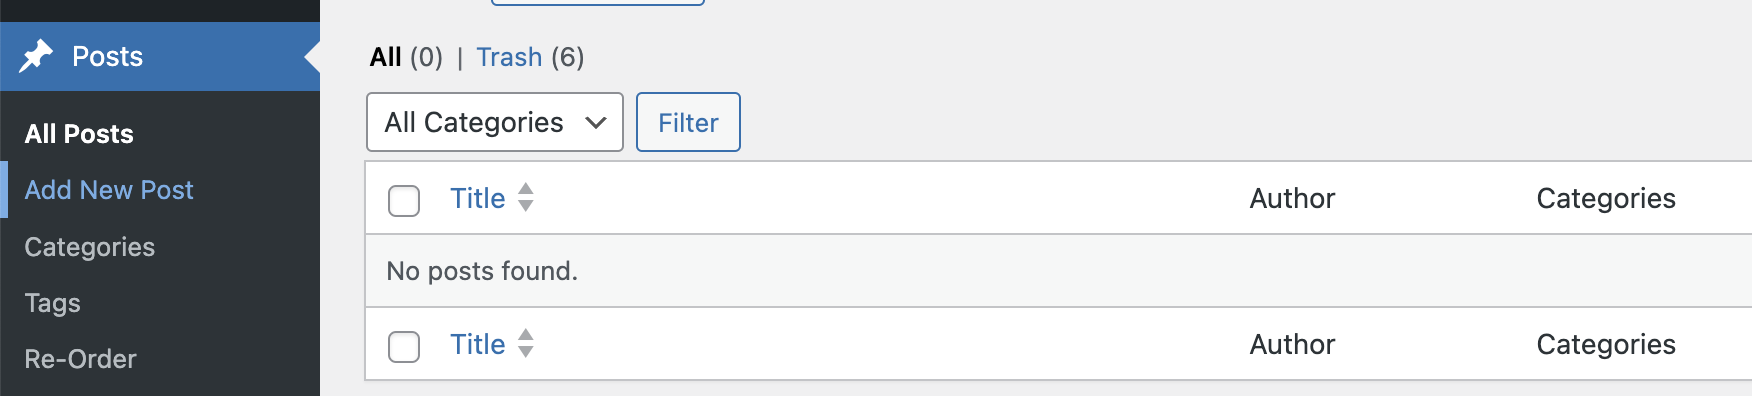 Posts
All Posts
Add New Post
Categories
Tags
Re-Order
All (0) | Trash (6)
All Categories
Filter
Title Author Categories
No posts found.
Title Author Categories